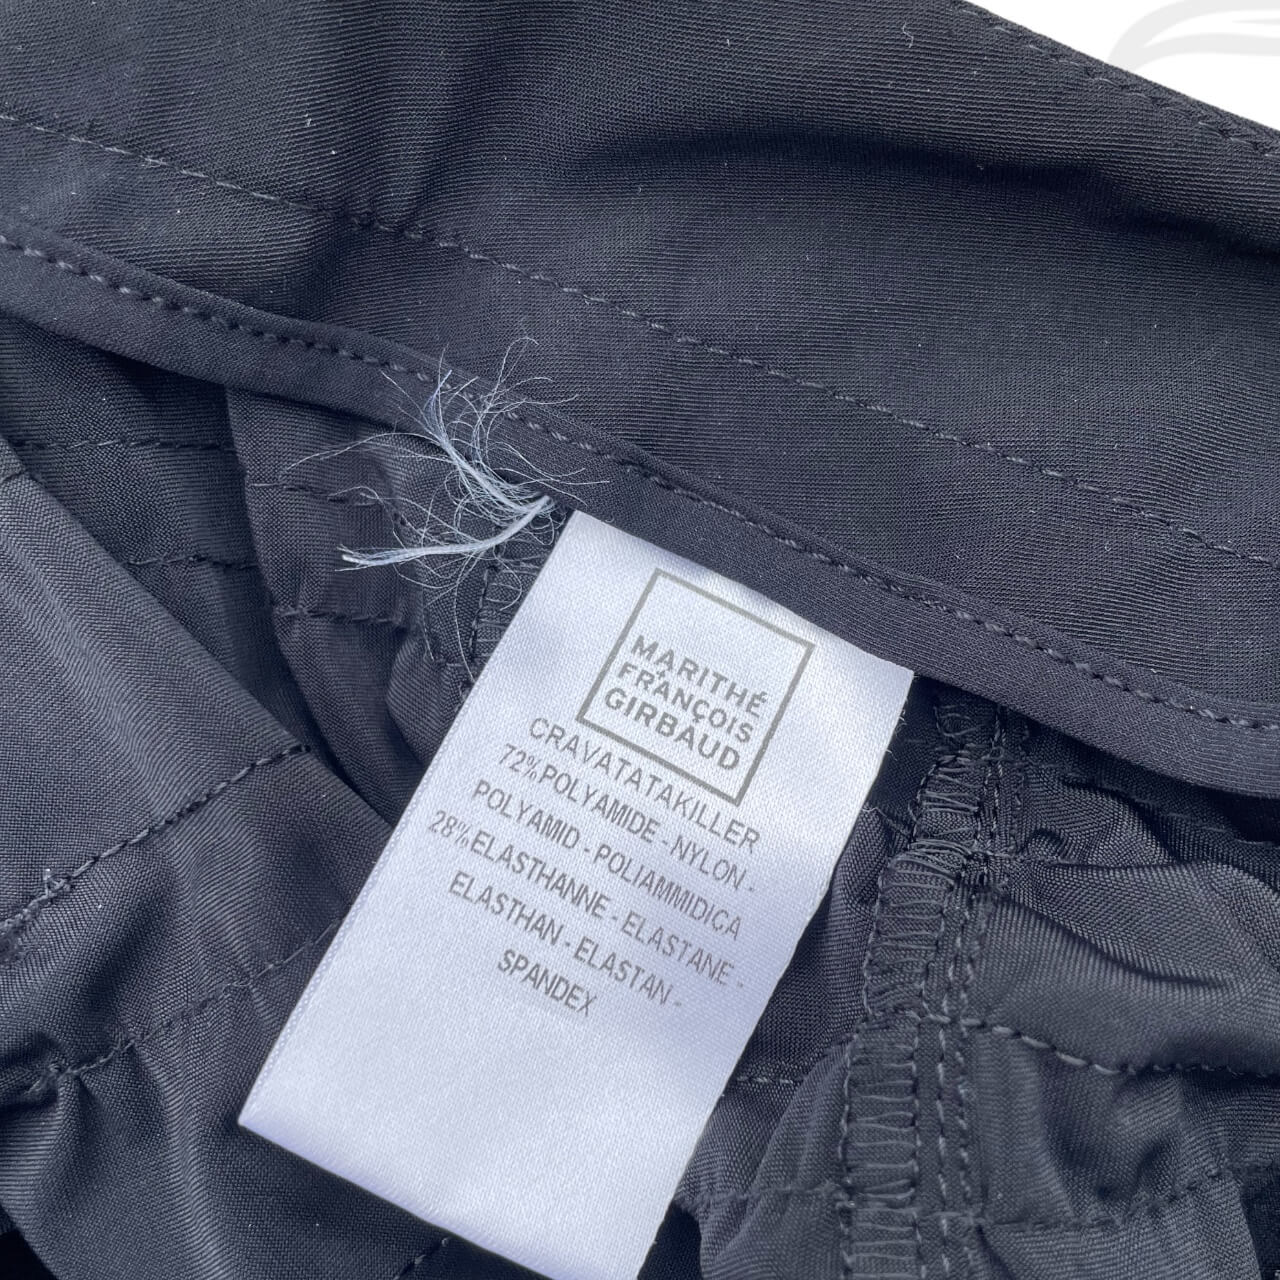 MARITHÉ
FRANÇOIS
GIRBAUD
CRAVATATAKILLER
72%POLYAMIDE - NYLON -
POLYAMID - POLIAMMIDICA
28%ELASTHANNE - ELASTANE -
ELASTHAN - ELASTAN -
SPANDEX